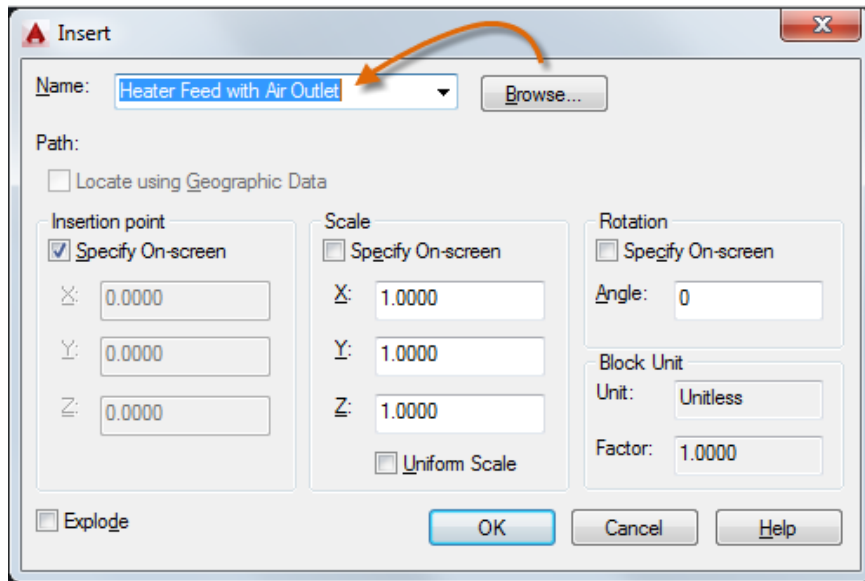 Insert
Name: Heater Feed with Air Outlet Browse...
Path:
Locate using Geographic Data
Insertion point
Specify On-screen
X: 0.0000
Y: 0.0000
Z: 0.0000
Scale
Specify On-screen
X: 1.0000
Y: 1.0000
Z: 1.0000
Uniform Scale
Rotation
Specify On-screen
Angle: 0
Block Unit
Unit: Unitless
Factor: 1.0000
Explode
OK Cancel Help